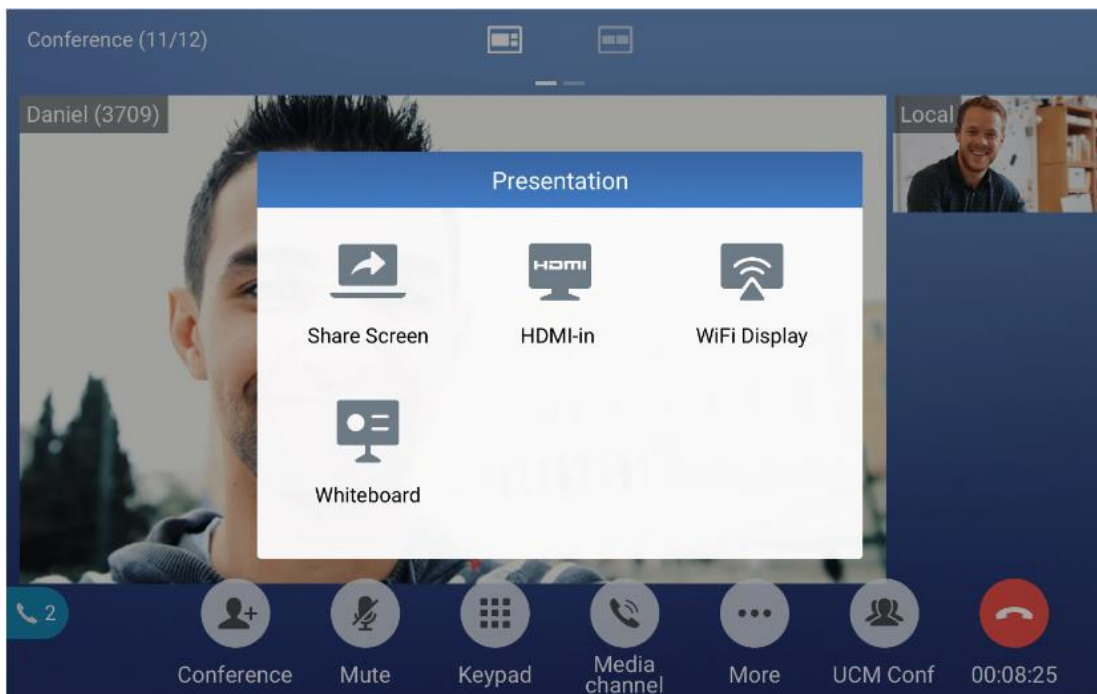 Conference (11/12)
Daniel (3709)
Local
Presentation
HDMI
Share Screen
HDMI-in
WiFi Display
Whiteboard
2
Conference
Mute
Keypad
Media
channel
More
UCM Conf
00:08:25